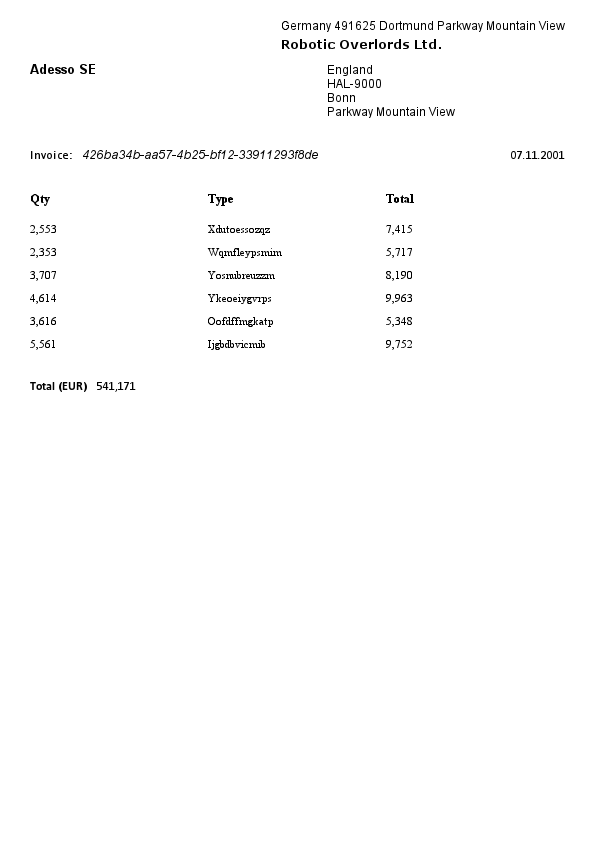 Germany 491625 Dortmund Parkway Mountain View
Robotic Overlords Ltd.
Adesso SE England
HAL-9000
Bonn
Parkway Mountain View
Invoice: 426ba34b-aa57-4b25-bf12-33911293f8de 07.11.2001
Qty Type Total
2,553 Xdutoessozqz 7,415
2,353 Wqmfleypsmim 5,717
3,707 Yosnubreuzzm 8,190
4,614 Ykeoeiygvrps 9,963
3,616 Oofdffmgkatp 5,348
5,561 Ijgbdbvicmib 9,752
Total (EUR) 541,171